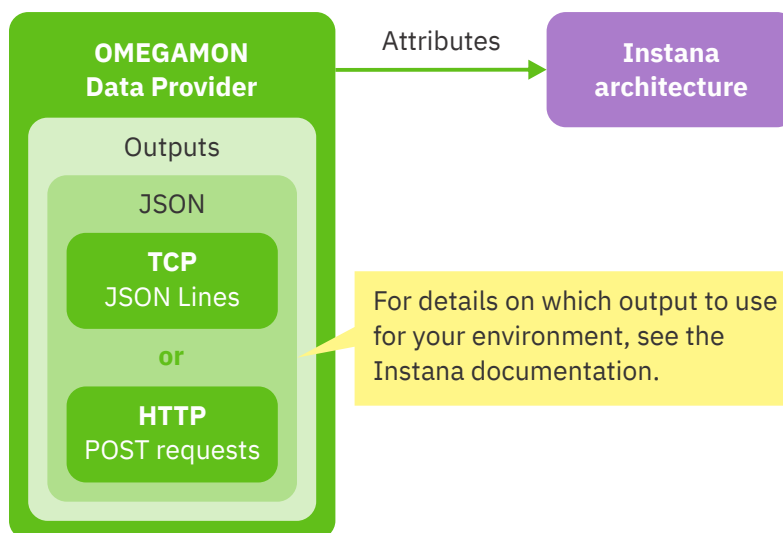 OMEGAMON
Data Provider
Attributes
Instana
architecture
Outputs
JSON
TCP
JSON Lines
or
HTTP
POST requests
For details on which output to use
for your environment, see the
Instana documentation.